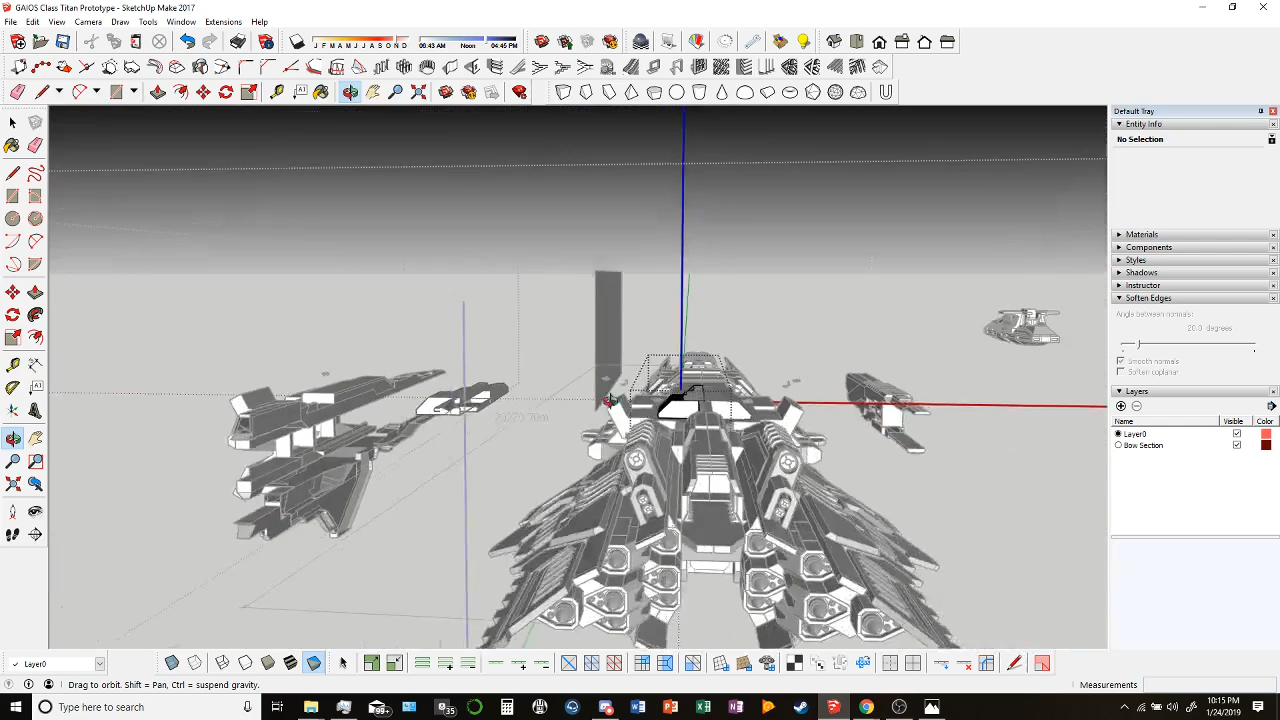 GAIOS Class Titan Prototype - SketchUp Make 2017
File Edit View Camera Draw Tools Window Extensions Help
J F M A M J J A S O N D 06:43 AM Noon 04:45 PM
Default Tray
Entity Info
No Selection
Materials
Components
Styles
Shadows
Instructor
Soften Edges
Angle between normals:
20.0 degrees
Smooth normals
Soften coplanar
Layers
Name Visible Color
Layer0
Bow Section
Layer0
Drag to orbit. Shift = Pan, Ctrl = suspend gravity.
Measurements
Type here to search
99+
35
10:15 PM
1/24/2019